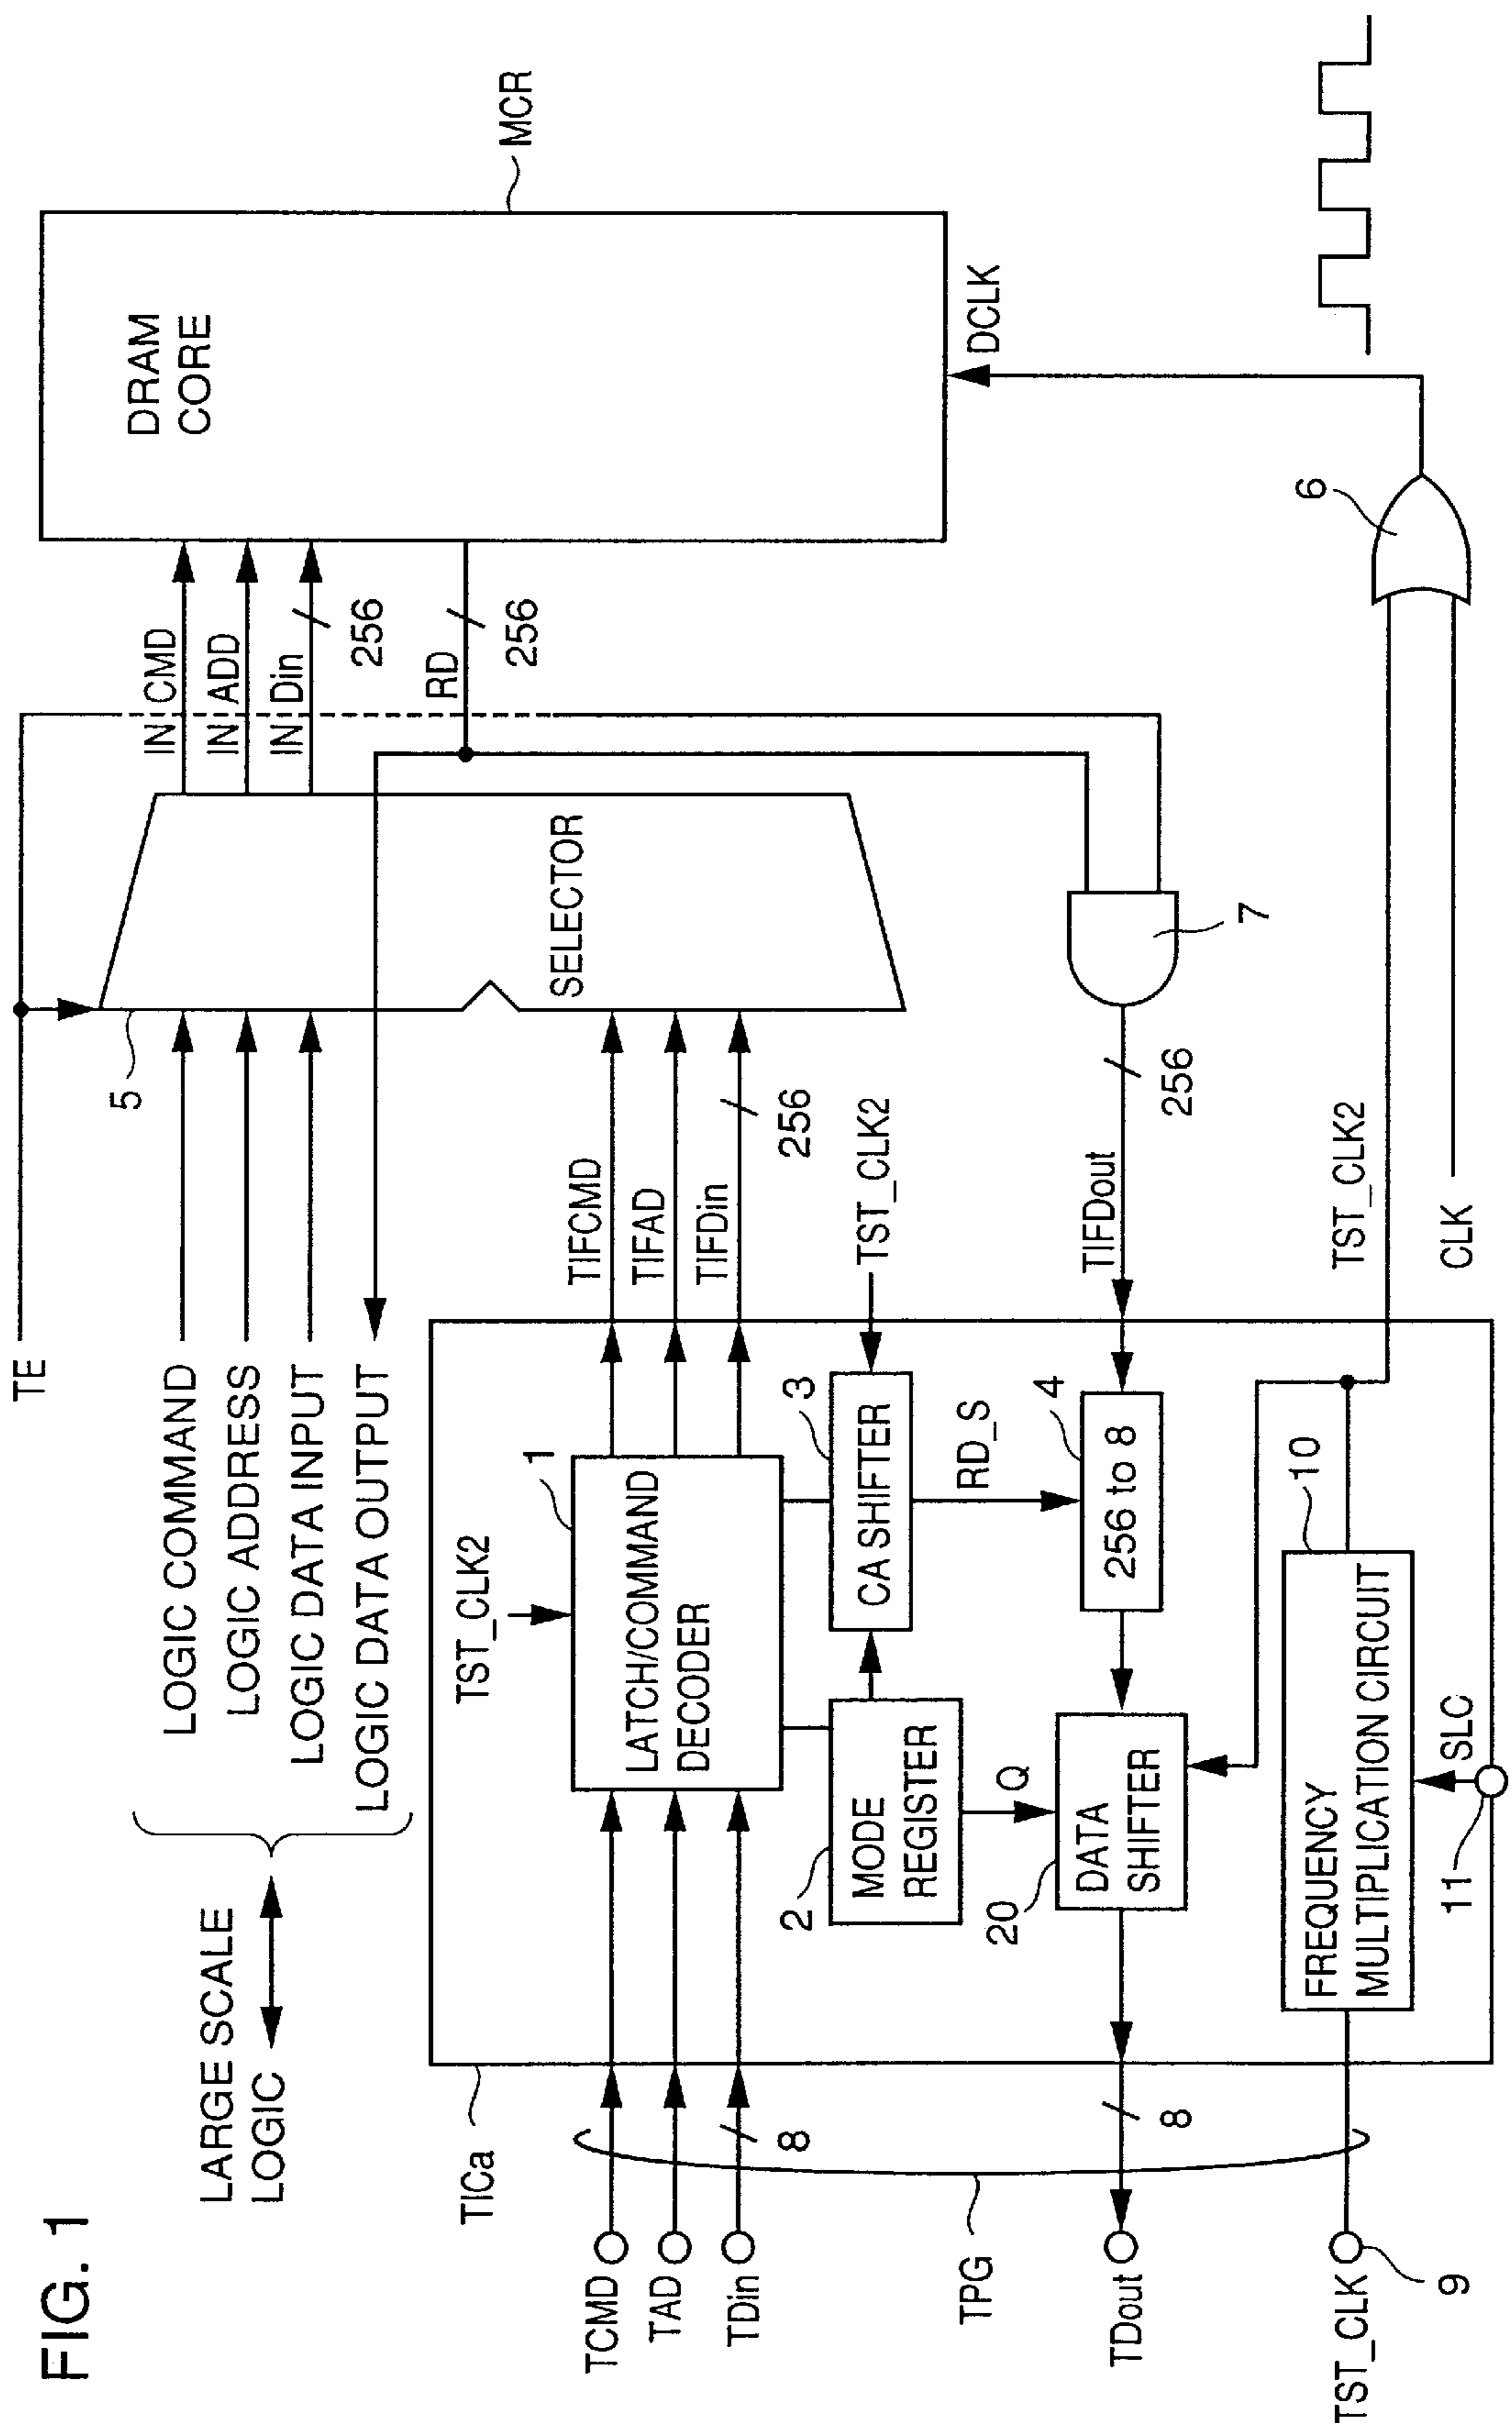 FIG. 1
LARGE SCALE
LOGIC
LOGIC COMMAND
LOGIC ADDRESS
LOGIC DATA INPUT
LOGIC DATA OUTPUT
TE
5
SELECTOR
IN CMD
IN ADD
IN Din
256
RD
256
DRAM
CORE
MCR
DCLK
TICa
TCMD
TAD
TDin
8
TST_CLK2
LATCH/COMMAND
DECODER
1
TIFCMD
TIFAD
TIFDin
256
2
MODE
REGISTER
CA SHIFTER
3
TST_CLK2
Q
RD_S
20
DATA
SHIFTER
256 to 8
4
TIFDout
256
7
TPG
TDout
8
TST_CLK
9
FREQUENCY
MULTIPLICATION CIRCUIT
10
11
SLC
TST_CLK2
CLK
6